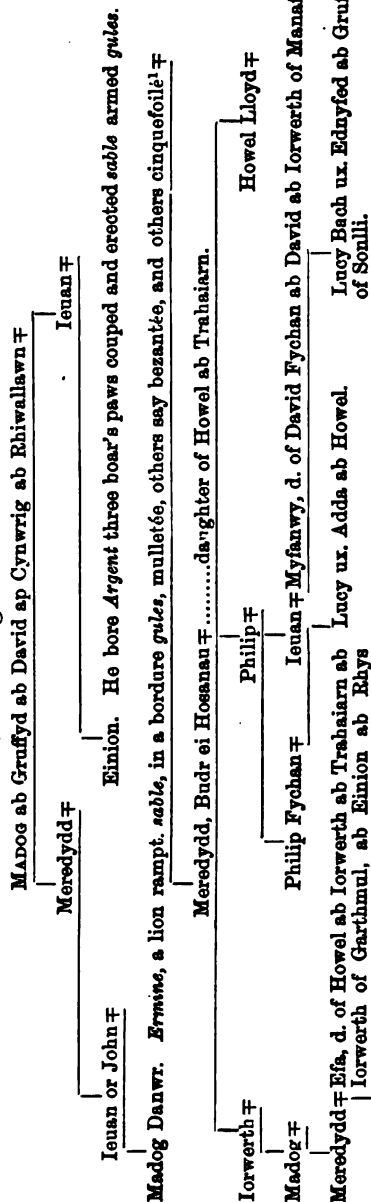 MADOG ab Gruffyd ab David ap Cynwrig ab Rhiwallawn ∓
Meredydd ∓ Ieuan ∓
Ieuan or John ∓ Einion. He bore Argent three boar's paws couped and erected sable armed gules.
Madog Danwr. Ermine, a lion rampt. sable, in a bordure gules, mulletée, others say bezantée, and others cinquefoilé¹ ∓
Meredydd, Budr ei Hosanau ∓ ......... daughter of Howel ab Trahaiarn.
Iorwerth ∓ Philip ∓ Howel Lloyd ∓
Madog ∓ Philip Fychan ∓ Ieuan ∓ Myfanwy, d. of David Fychan ab David ab Iorwerth of
Meredydd ∓ Efa, d. of Howel ab Iorwerth ab Trahaiarn ab Lucy ux. Adda ab Howel. Lucy Bach ux. Ednyfed ab
Iorwerth of Garthmul, ab Einion ab Rhys of Sonlli.